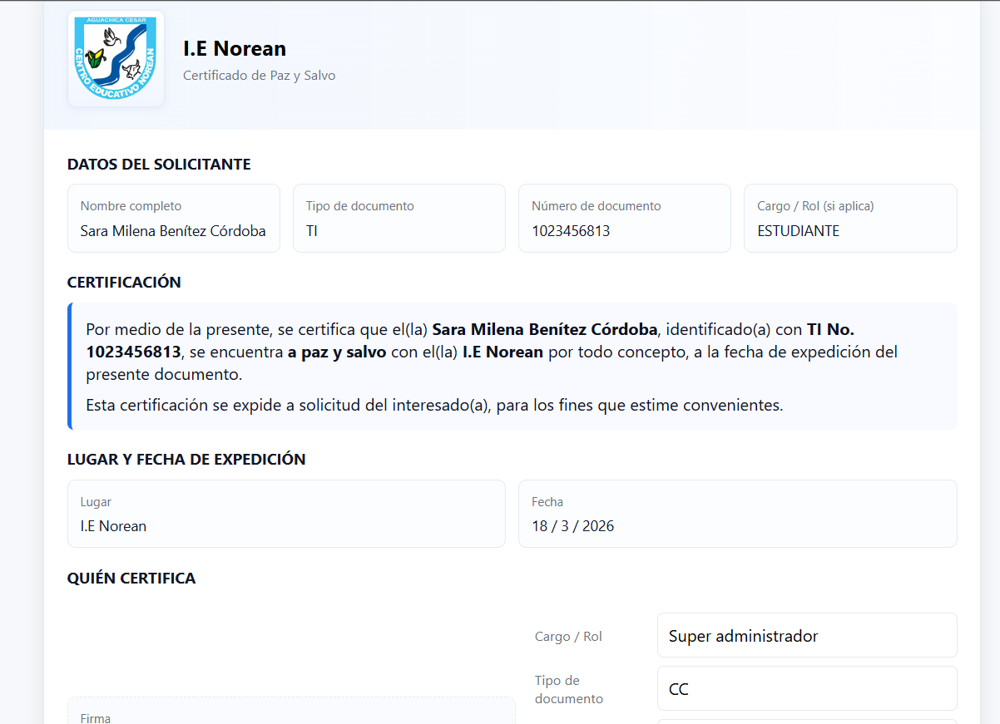 AGUACHICA CESAR
CENTRO EDUCATIVO NOREAN
I.E Norean
Certificado de Paz y Salvo
DATOS DEL SOLICITANTE
Nombre completo
Sara Milena Benítez Córdoba
Tipo de documento
TI
Número de documento
1023456813
Cargo / Rol (si aplica)
ESTUDIANTE
CERTIFICACIÓN
Por medio de la presente, se certifica que el(la) Sara Milena Benítez Córdoba, identificado(a) con TI No.
1023456813, se encuentra a paz y salvo con el(la) I.E Norean por todo concepto, a la fecha de expedición del
presente documento.
Esta certificación se expide a solicitud del interesado(a), para los fines que estime convenientes.
LUGAR Y FECHA DE EXPEDICIÓN
Lugar
I.E Norean
Fecha
18 / 3 / 2026
QUIÉN CERTIFICA
Cargo / Rol
Super administrador
Tipo de
documento
CC
Firma